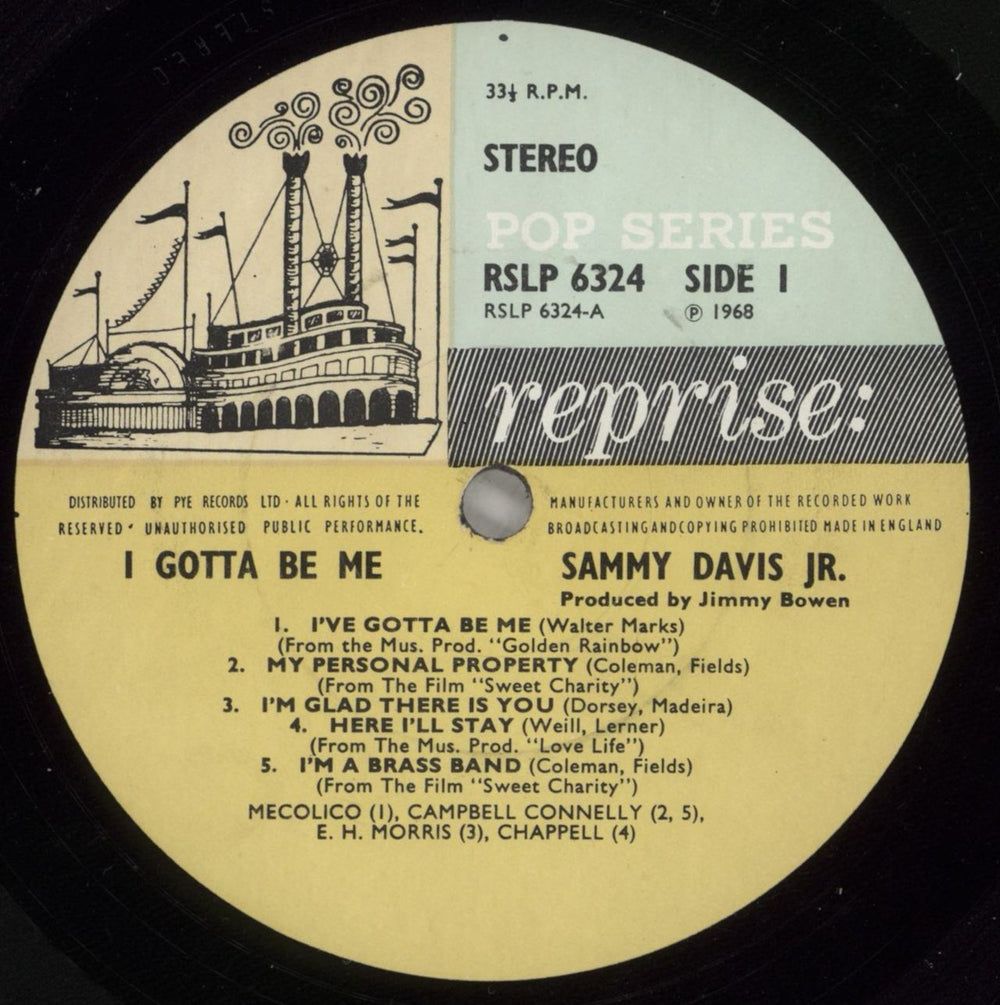 33⅓ R.P.M.
STEREO
POP SERIES
RSLP 6324 SIDE 1
RSLP 6324-A ℗ 1968
reprise:
DISTRIBUTED BY PYE RECORDS LTD · ALL RIGHTS OF THE MANUFACTURERS AND OWNER OF THE RECORDED WORK
RESERVED · UNAUTHORISED PUBLIC PERFORMANCE, BROADCASTING AND COPYING PROHIBITED MADE IN ENGLAND
I GOTTA BE ME SAMMY DAVIS JR.
Produced by Jimmy Bowen
1. I'VE GOTTA BE ME (Walter Marks)
(From the Mus. Prod. "Golden Rainbow")
2. MY PERSONAL PROPERTY (Coleman, Fields)
(From The Film "Sweet Charity")
3. I'M GLAD THERE IS YOU (Dorsey, Madeira)
4. HERE I'LL STAY (Weill, Lerner)
(From The Mus. Prod. "Love Life")
5. I'M A BRASS BAND (Coleman, Fields)
(From The Film "Sweet Charity")
MECOLICO (1), CAMPBELL CONNELLY (2, 5),
E. H. MORRIS (3), CHAPPELL (4)